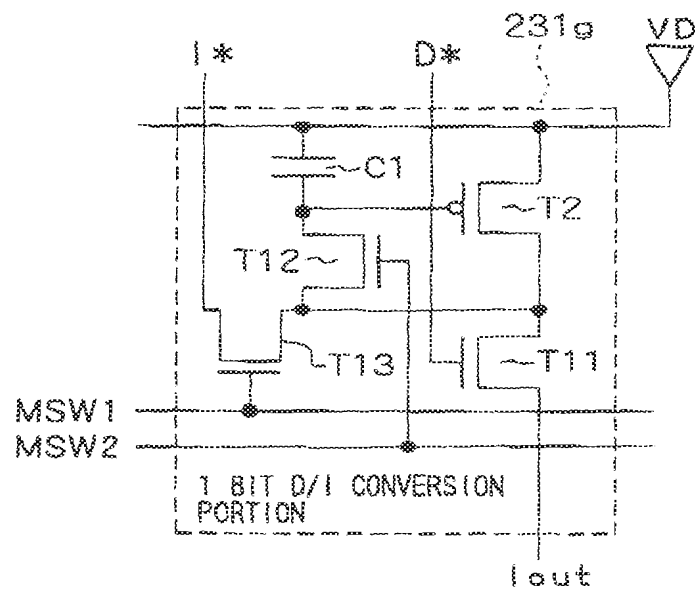 231g
VD
I*
D*
C1
T2
T12
T13
T11
MSW1
MSW2
1 BIT D/I CONVERSION
PORTION
Iout